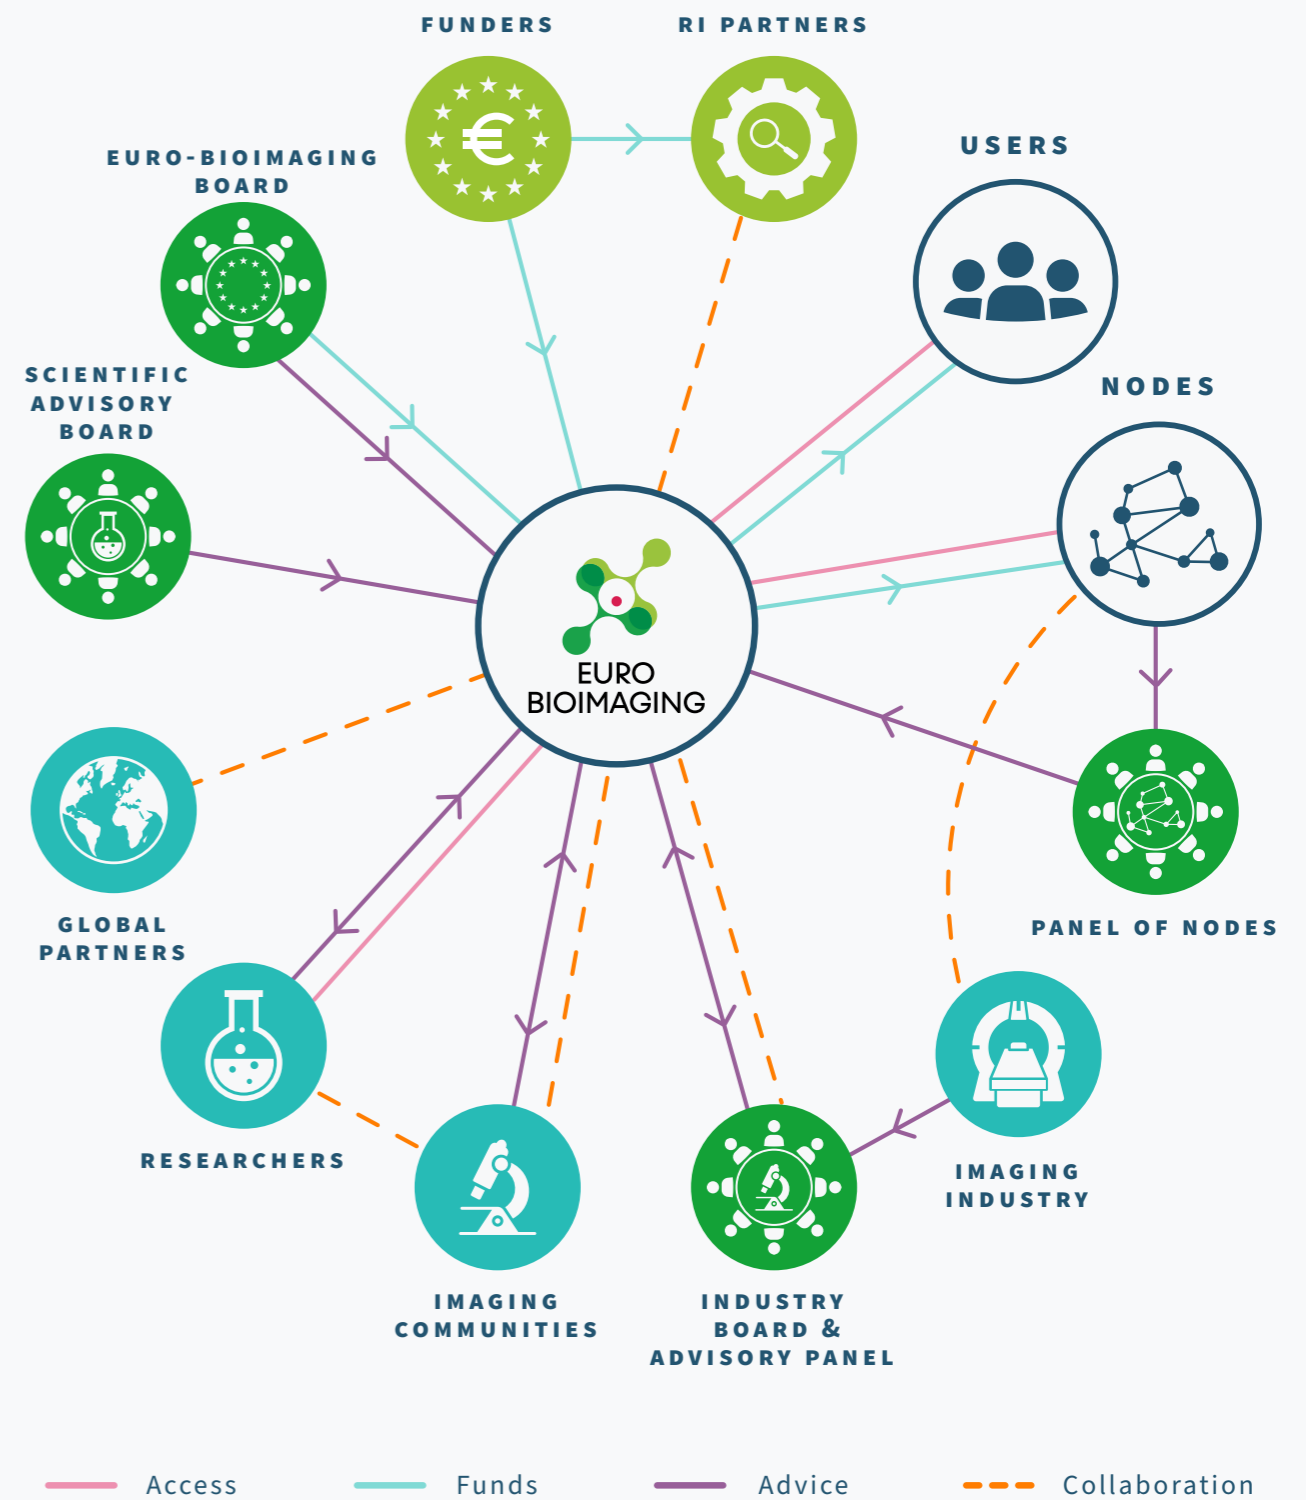 FUNDERS
RI PARTNERS
USERS
EURO-BIOIMAGING
BOARD
SCIENTIFIC
ADVISORY
BOARD
NODES
EURO
BIOIMAGING
GLOBAL
PARTNERS
PANEL OF NODES
RESEARCHERS
IMAGING
INDUSTRY
IMAGING
COMMUNITIES
INDUSTRY
BOARD &
ADVISORY PANEL
Access
Funds
Advice
Collaboration